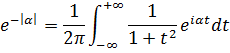 e^{-|α|} = \frac{1}{2π} \int_{-∞}^{+∞} \frac{1}{1+t^2} e^{iαt} dt